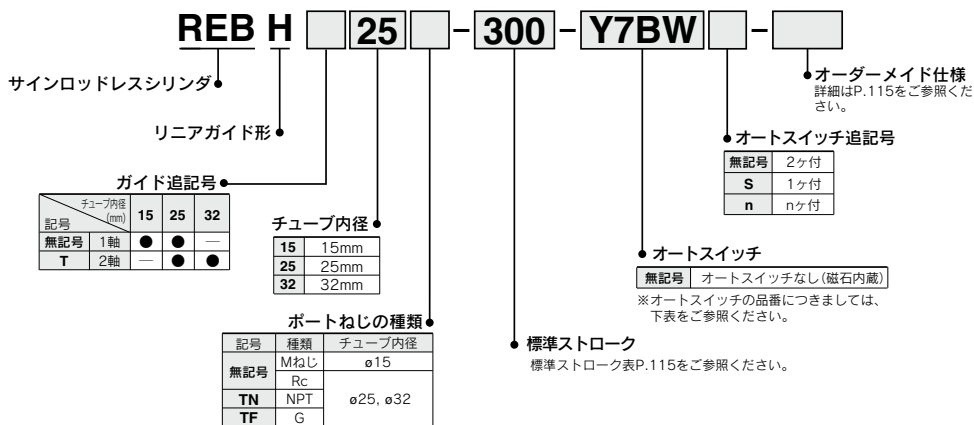 REB H 25 - 300 - Y7BW -
サインロッドレスシリンダ
リニアガイド形
ガイド追記号
記号 チューブ内径(mm) 15 25 32
無記号 1軸 ● ● —
T 2軸 — ● ●
チューブ内径
15 15mm
25 25mm
32 32mm
ポートねじの種類
記号 種類 チューブ内径
無記号 Mねじ ø15
Rc ø25, ø32
TN NPT
TF G
標準ストローク
標準ストローク表P.115をご参照ください。
オートスイッチ
無記号 オートスイッチなし(磁石内蔵)
※オートスイッチの品番につきましては、
下表をご参照ください。
オートスイッチ追記号
無記号 2ヶ付
S 1ヶ付
n nヶ付
オーダーメイド仕様
詳細はP.115をご参照くだ
さい。